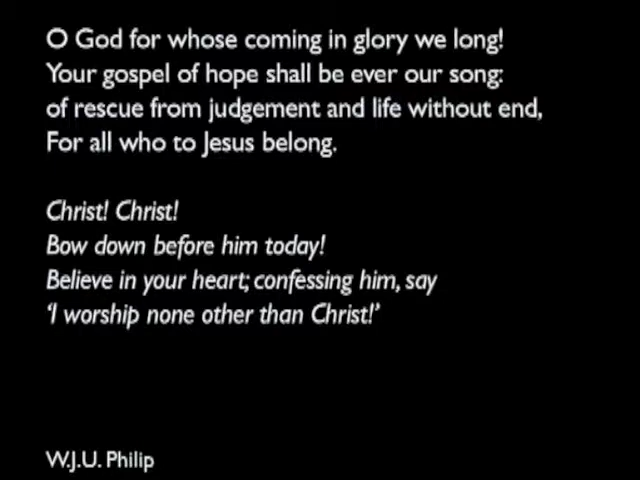 O God for whose coming in glory we long!
Your gospel of hope shall be ever our song:
of rescue from judgement and life without end,
For all who to Jesus belong.
Christ! Christ!
Bow down before him today!
Believe in your heart; confessing him, say
‘I worship none other than Christ!’
W.J.U. Philip